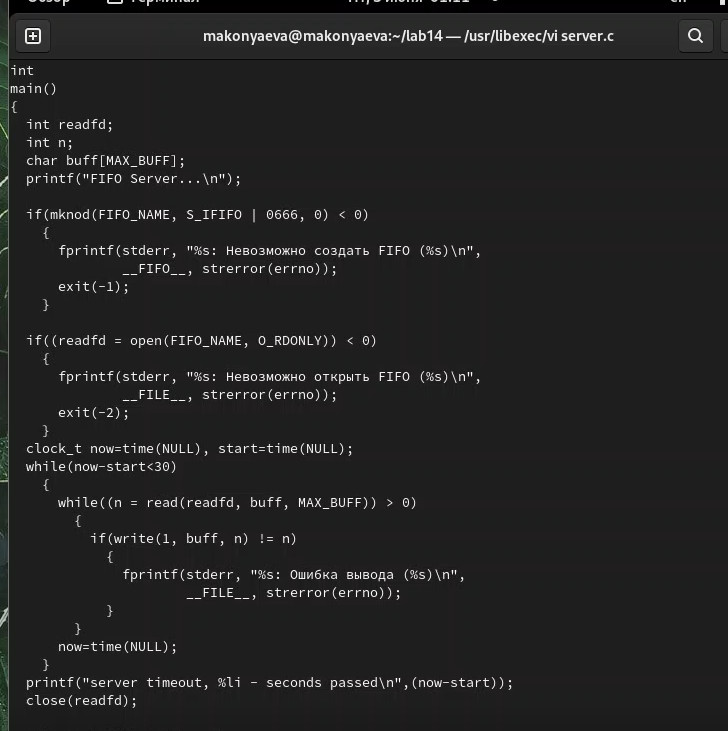 Обзор Терминал
makonyaeva@makonyaeva:~/lab14 — /usr/libexec/vi server.c
int
main()
{
  int readfd;
  int n;
  char buff[MAX_BUFF];
  printf("FIFO Server...\n");

  if(mknod(FIFO_NAME, S_IFIFO | 0666, 0) < 0)
    {
      fprintf(stderr, "%s: Невозможно создать FIFO (%s)\n",
              __FIFO__, strerror(errno));
      exit(-1);
    }

  if((readfd = open(FIFO_NAME, O_RDONLY)) < 0)
    {
      fprintf(stderr, "%s: Невозможно открыть FIFO (%s)\n",
              __FILE__, strerror(errno));
      exit(-2);
    }
  clock_t now=time(NULL), start=time(NULL);
  while(now-start<30)
    {
      while((n = read(readfd, buff, MAX_BUFF)) > 0)
        {
          if(write(1, buff, n) != n)
            {
              fprintf(stderr, "%s: Ошибка вывода (%s)\n",
                      __FILE__, strerror(errno));
            }
        }
      now=time(NULL);
    }
  printf("server timeout, %li - seconds passed\n",(now-start));
  close(readfd);